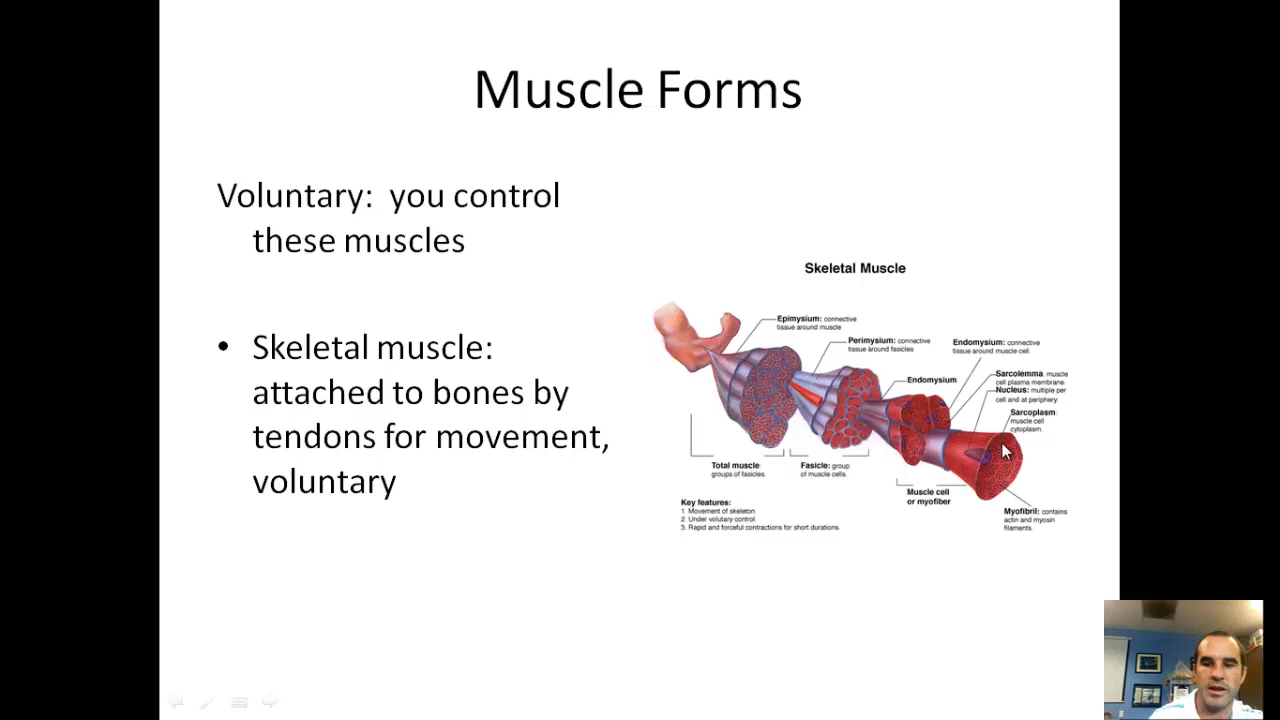 Muscle Forms
Voluntary:  you control
these muscles
• Skeletal muscle:
attached to bones by
tendons for movement,
voluntary
Skeletal Muscle
Epimysium: connective
tissue around muscle
Perimysium: connective
tissue around fasicles
Endomysium: connective
tissue around muscle cell.
Endomysium
Sarcolemma: muscle
cell plasma membrane.
Nucleus: multiple per
cell and at periphery.
Sarcoplasm:
muscle cell
cytoplasm.
Total muscle:
groups of fasicles.
Fasicle: group
of muscle cells.
Muscle cell
or myofiber
Myofibril: contains
actin and myosin
filaments.
Key features:
1. Movement of skeleton
2. Under volutary control
3. Rapid and forceful contractions for short durations.